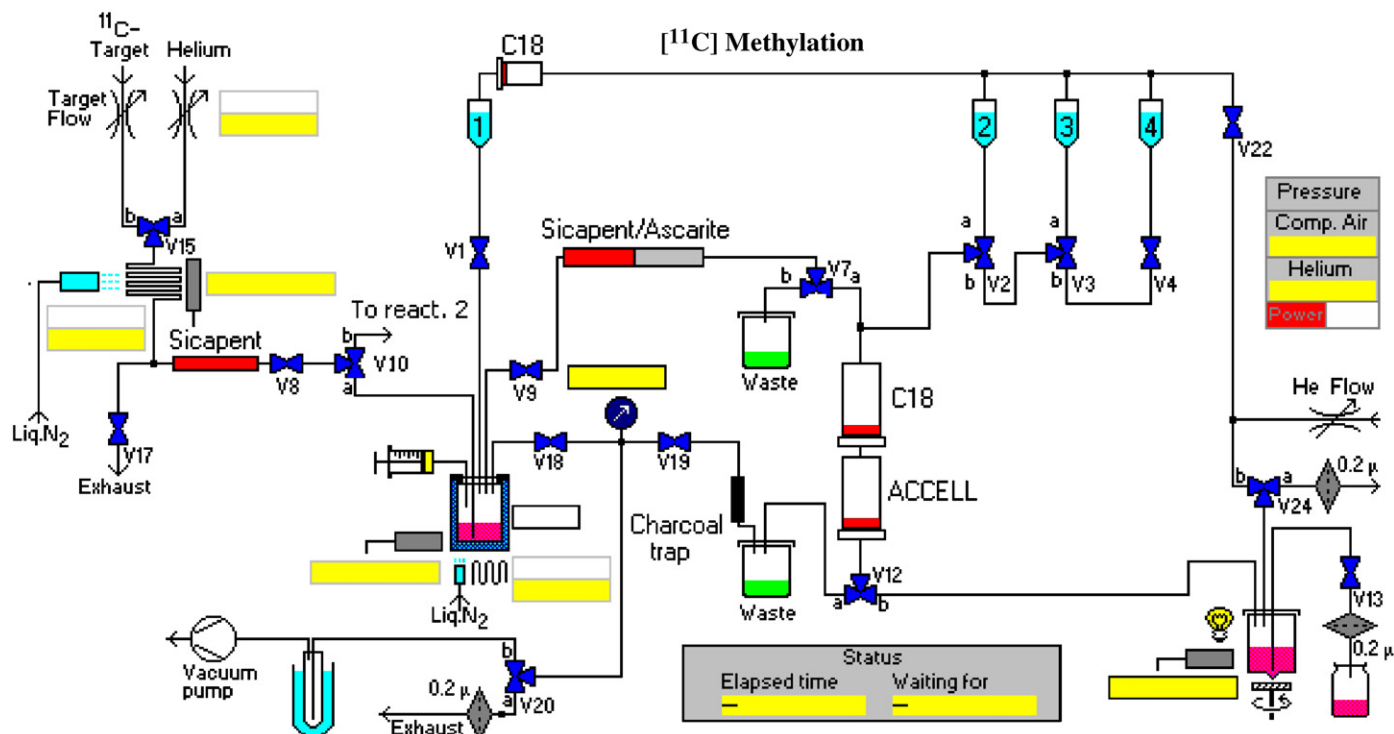 [¹¹C] Methylation
¹¹C-
Target
Helium
Target
Flow
C18
1
2
3
4
V22
Pressure
Comp. Air
Helium
Power
b
a
V15
V1
Sicapent/Ascarite
V7
b
a
a
V2
b
a
V3
b
V4
To react. 2
b
V10
a
Sicapent
V8
V9
Waste
C18
He Flow
Liq.N₂
V17
Exhaust
V18
V19
ACCELL
b
a
V24
0.2 µ
Charcoal
trap
Waste
V12
a
b
V13
0.2 µ
Liq.N₂
Vacuum
pump
b
a
V20
0.2 µ
Exhaust
Status
Elapsed time
Waiting for
–
–